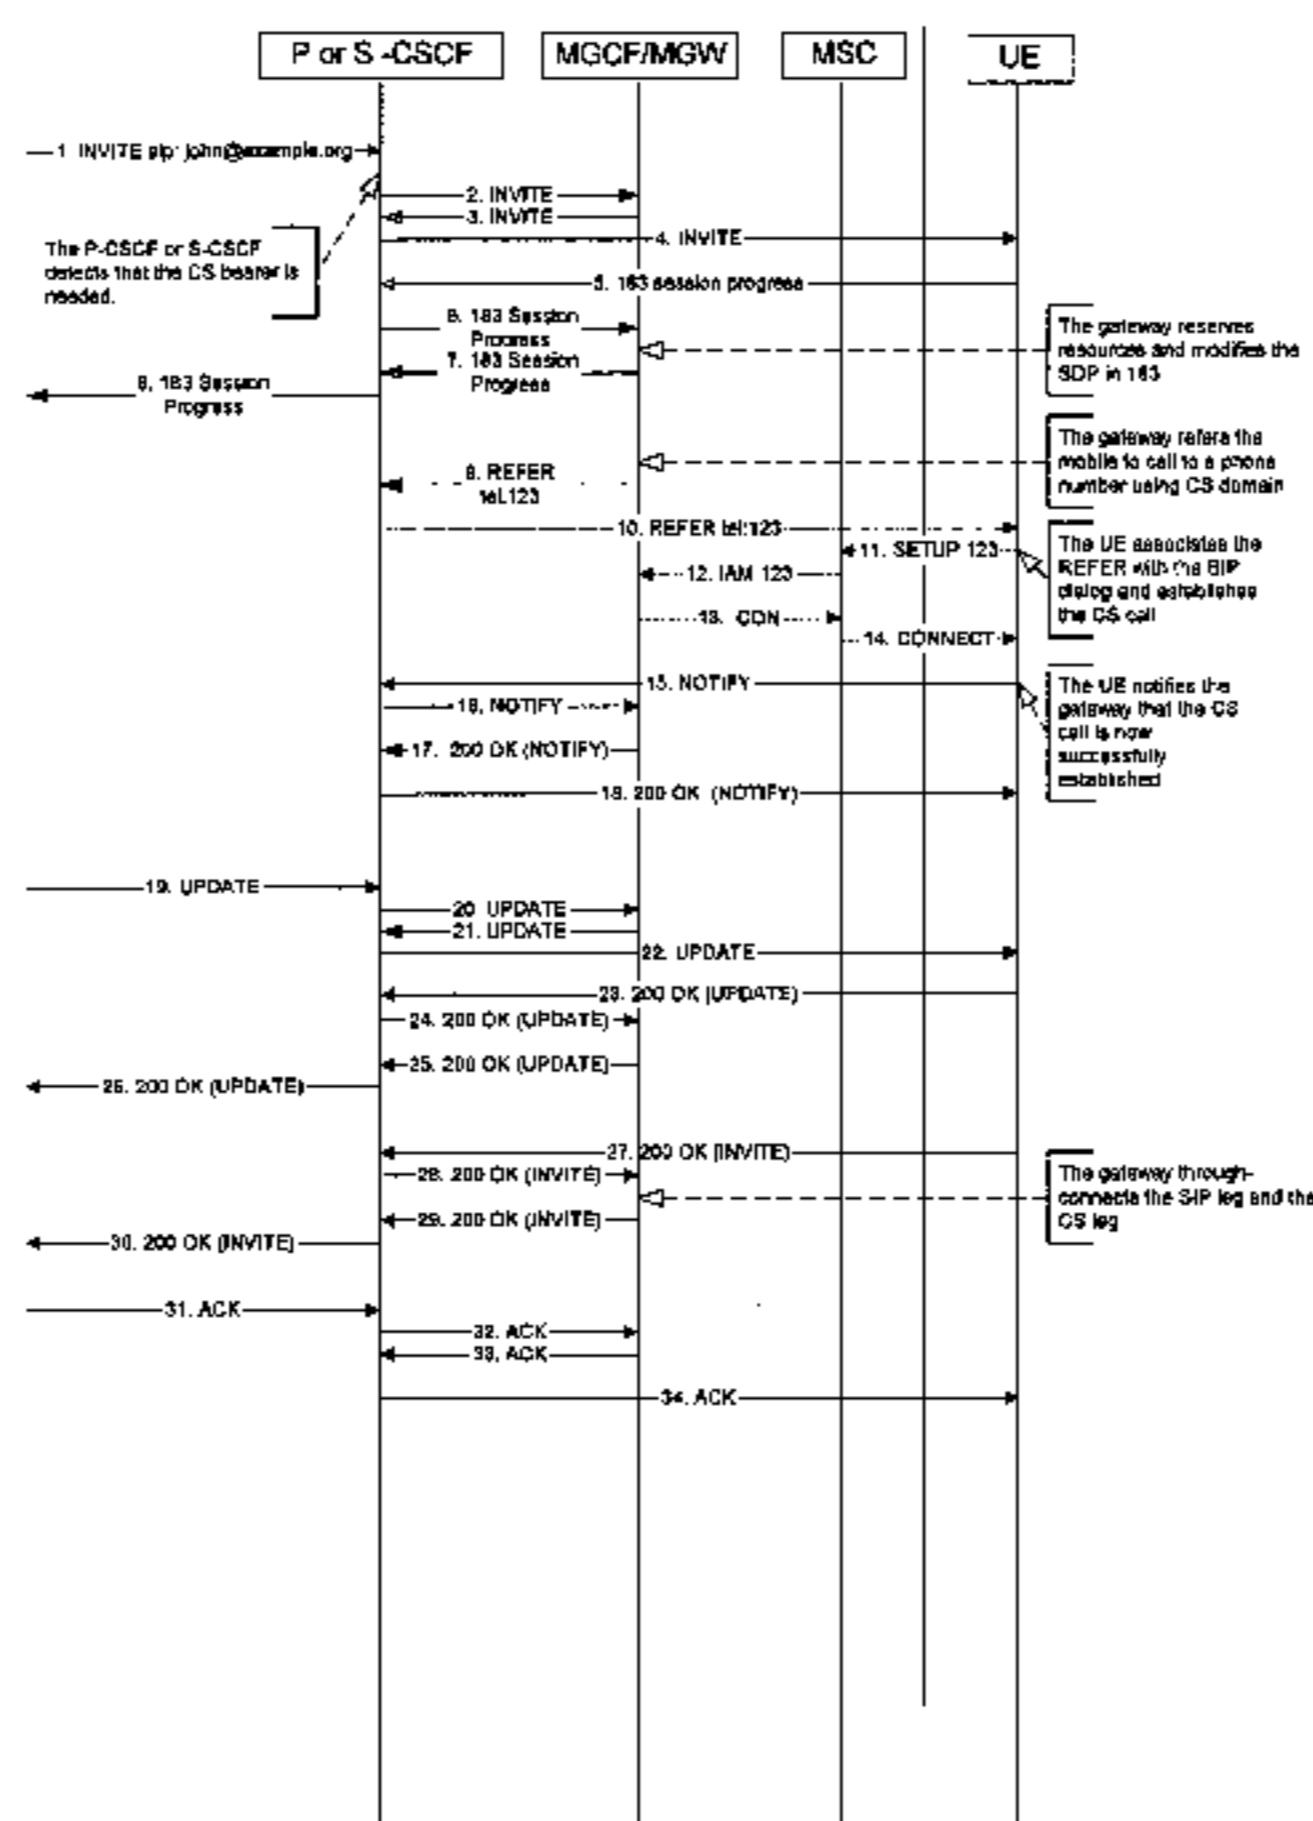 P or S -CSCF
MGCF/MGW
MSC
UE
1 INVITE sip: john@example.org
2. INVITE
3. INVITE
4. INVITE
The P-CSCF or S-CSCF
detects that the CS bearer is
needed.
5. 183 session progress
6. 183 Session
Progress
The gateway reserves
resources and modifies the
SDP in 183
7. 183 Session
Progress
8. 183 Session
Progress
The gateway refers the
mobile to call to a phone
number using CS domain
9. REFER
tel:123
10. REFER tel:123
11. SETUP 123
The UE associates the
REFER with the SIP
dialog and establishes
the CS call
12. IAM 123
13. CON
14. CONNECT
15. NOTIFY
The UE notifies the
gateway that the CS
call is now
successfully
established
16. NOTIFY
17. 200 OK (NOTIFY)
18. 200 OK (NOTIFY)
19. UPDATE
20 UPDATE
21. UPDATE
22. UPDATE
23. 200 OK (UPDATE)
24. 200 OK (UPDATE)
25. 200 OK (UPDATE)
26. 200 OK (UPDATE)
27. 200 OK (INVITE)
28. 200 OK (INVITE)
The gateway through-
connects the SIP leg and the
CS leg
29. 200 OK (INVITE)
30. 200 OK (INVITE)
31. ACK
32. ACK
33. ACK
34. ACK